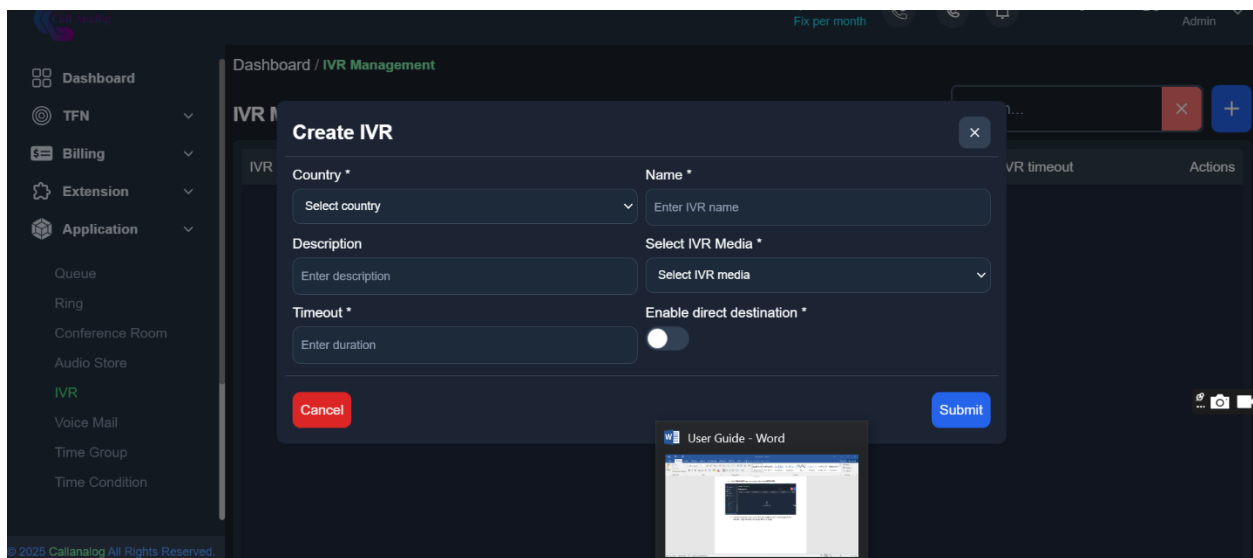 Fix per month
Admin
Dashboard
TFN
Billing
Extension
Application
Queue
Ring
Conference Room
Audio Store
IVR
Voice Mail
Time Group
Time Condition
© 2025 Callanalog All Rights Reserved.
Dashboard / IVR Management
IVR
IVR
IVR timeout
Actions
Create IVR
Country *
Name *
Select country
Enter IVR name
Description
Select IVR Media *
Enter description
Select IVR media
Timeout *
Enable direct destination *
Enter duration
Cancel
Submit
User Guide - Word